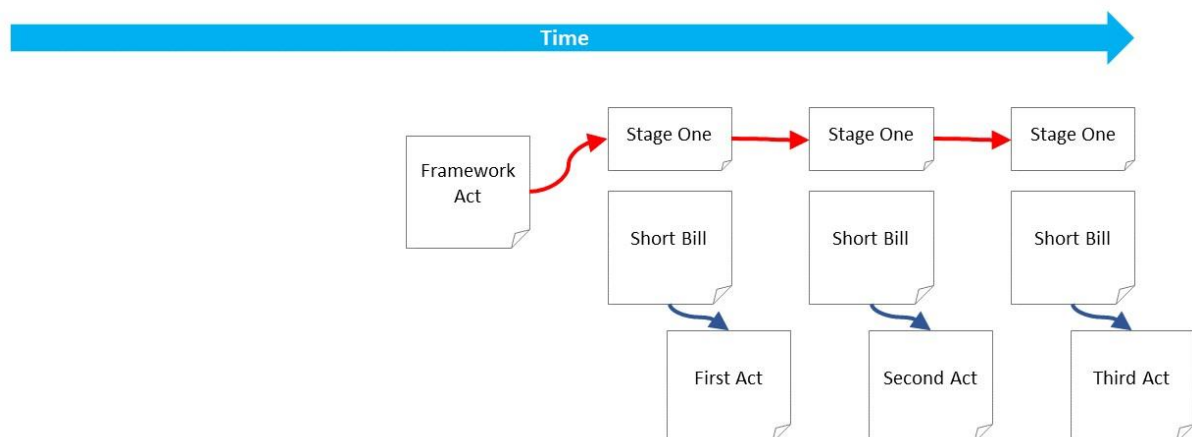 Time
Stage One
Stage One
Stage One
Framework
Act
Short Bill
Short Bill
Short Bill
First Act
Second Act
Third Act